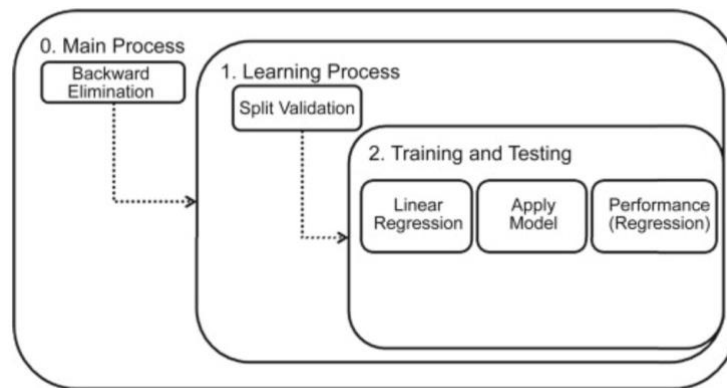 0. Main Process
Backward
Elimination
1. Learning Process
Split Validation
2. Training and Testing
Linear
Regression
Apply
Model
Performance
(Regression)